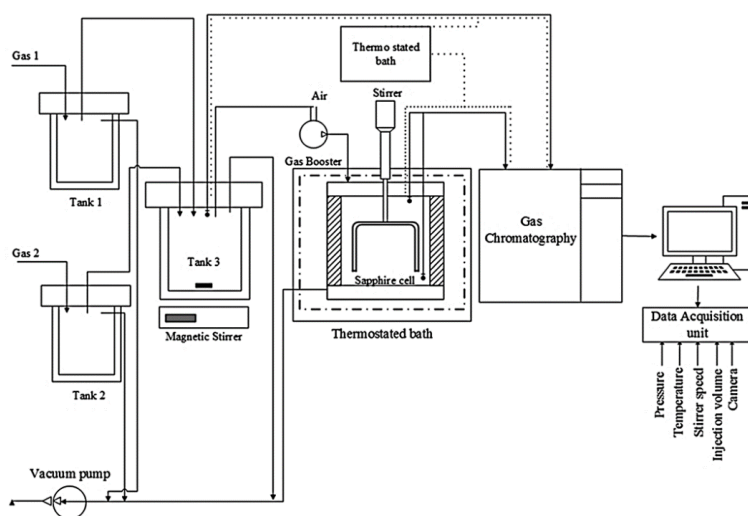 Gas 1
Thermo stated
bath
Air
Stirrer
Gas Booster
Tank 1
Gas 2
Tank 3
Gas
Chromatography
Sapphire cell
Thermostated bath
Magnetic Stirrer
Data Acquisition
unit
Tank 2
Pressure
Temperature
Stirrer speed
Injection volume
Camera
Vacuum pump